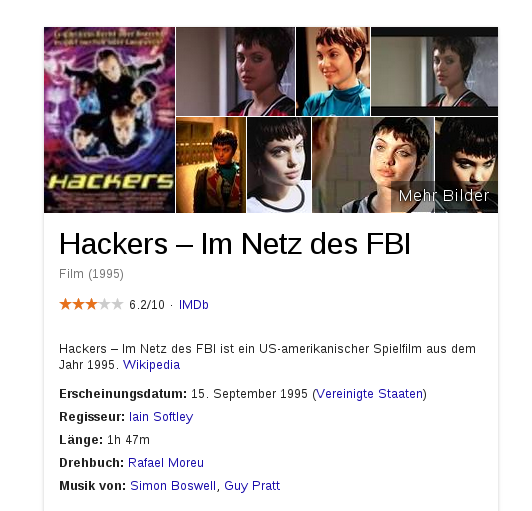 HACKERS
Mehr Bilder
Hackers – Im Netz des FBI
Film (1995)
6.2/10 · IMDb
Hackers – Im Netz des FBI ist ein US-amerikanischer Spielfilm aus dem
Jahr 1995. Wikipedia
Erscheinungsdatum: 15. September 1995 (Vereinigte Staaten)
Regisseur: Iain Softley
Länge: 1h 47m
Drehbuch: Rafael Moreu
Musik von: Simon Boswell, Guy Pratt